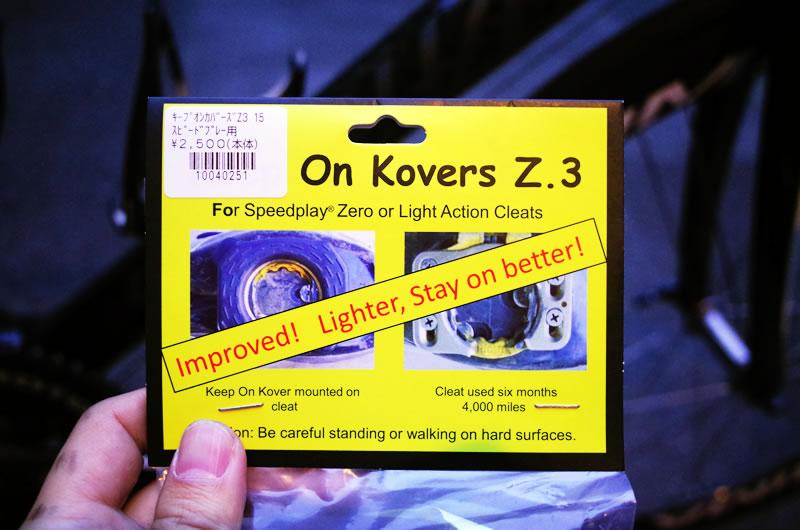 ｷｰﾌﾟｵﾝｶﾊﾞｰｽﾞZ3 15
ｽﾋﾟｰﾄﾞﾌﾟﾚｰ用
¥2,500(本体)
10040251
On Kovers Z.3
For Speedplay® Zero or Light Action Cleats
Improved! Lighter, Stay on better!
Keep On Kover mounted on
cleat
Cleat used six months
4,000 miles
Be careful standing or walking on hard surfaces.